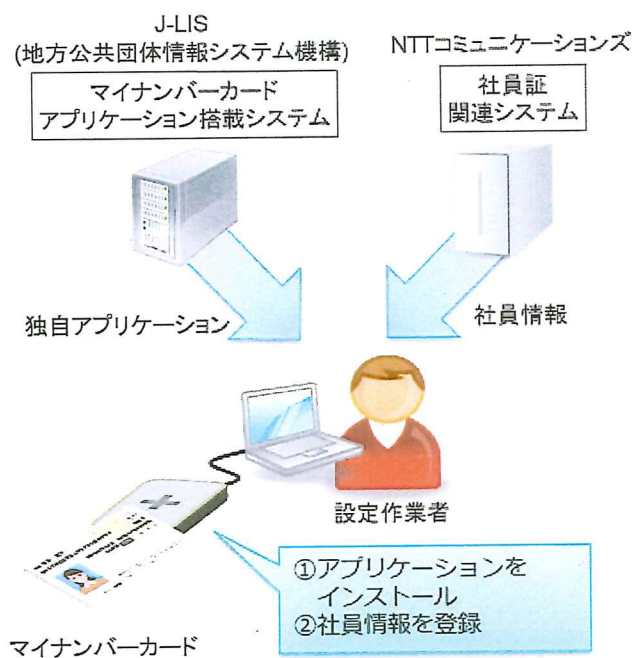 J-LIS
(地方公共団体情報システム機構)
マイナンバーカード
アプリケーション搭載システム
NTTコミュニケーションズ
社員証
関連システム
独自アプリケーション
社員情報
設定作業者
①アプリケーションを
インストール
②社員情報を登録
マイナンバーカード